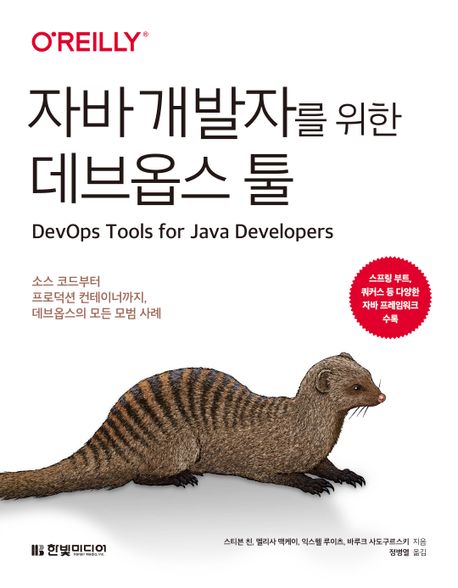 O'REILLY®
자바 개발자를 위한
데브옵스 툴
DevOps Tools for Java Developers
소스 코드부터
프로덕션 컨테이너까지,
데브옵스의 모든 모범 사례
스프링 부트,
쿼커스 등 다양한
자바 프레임워크
수록
한빛미디어
Hanbit Media, Inc.
스티븐 친, 멜리사 맥케이, 익스헬 루이츠, 바루크 사도구르스키 지음
정병열 옮김